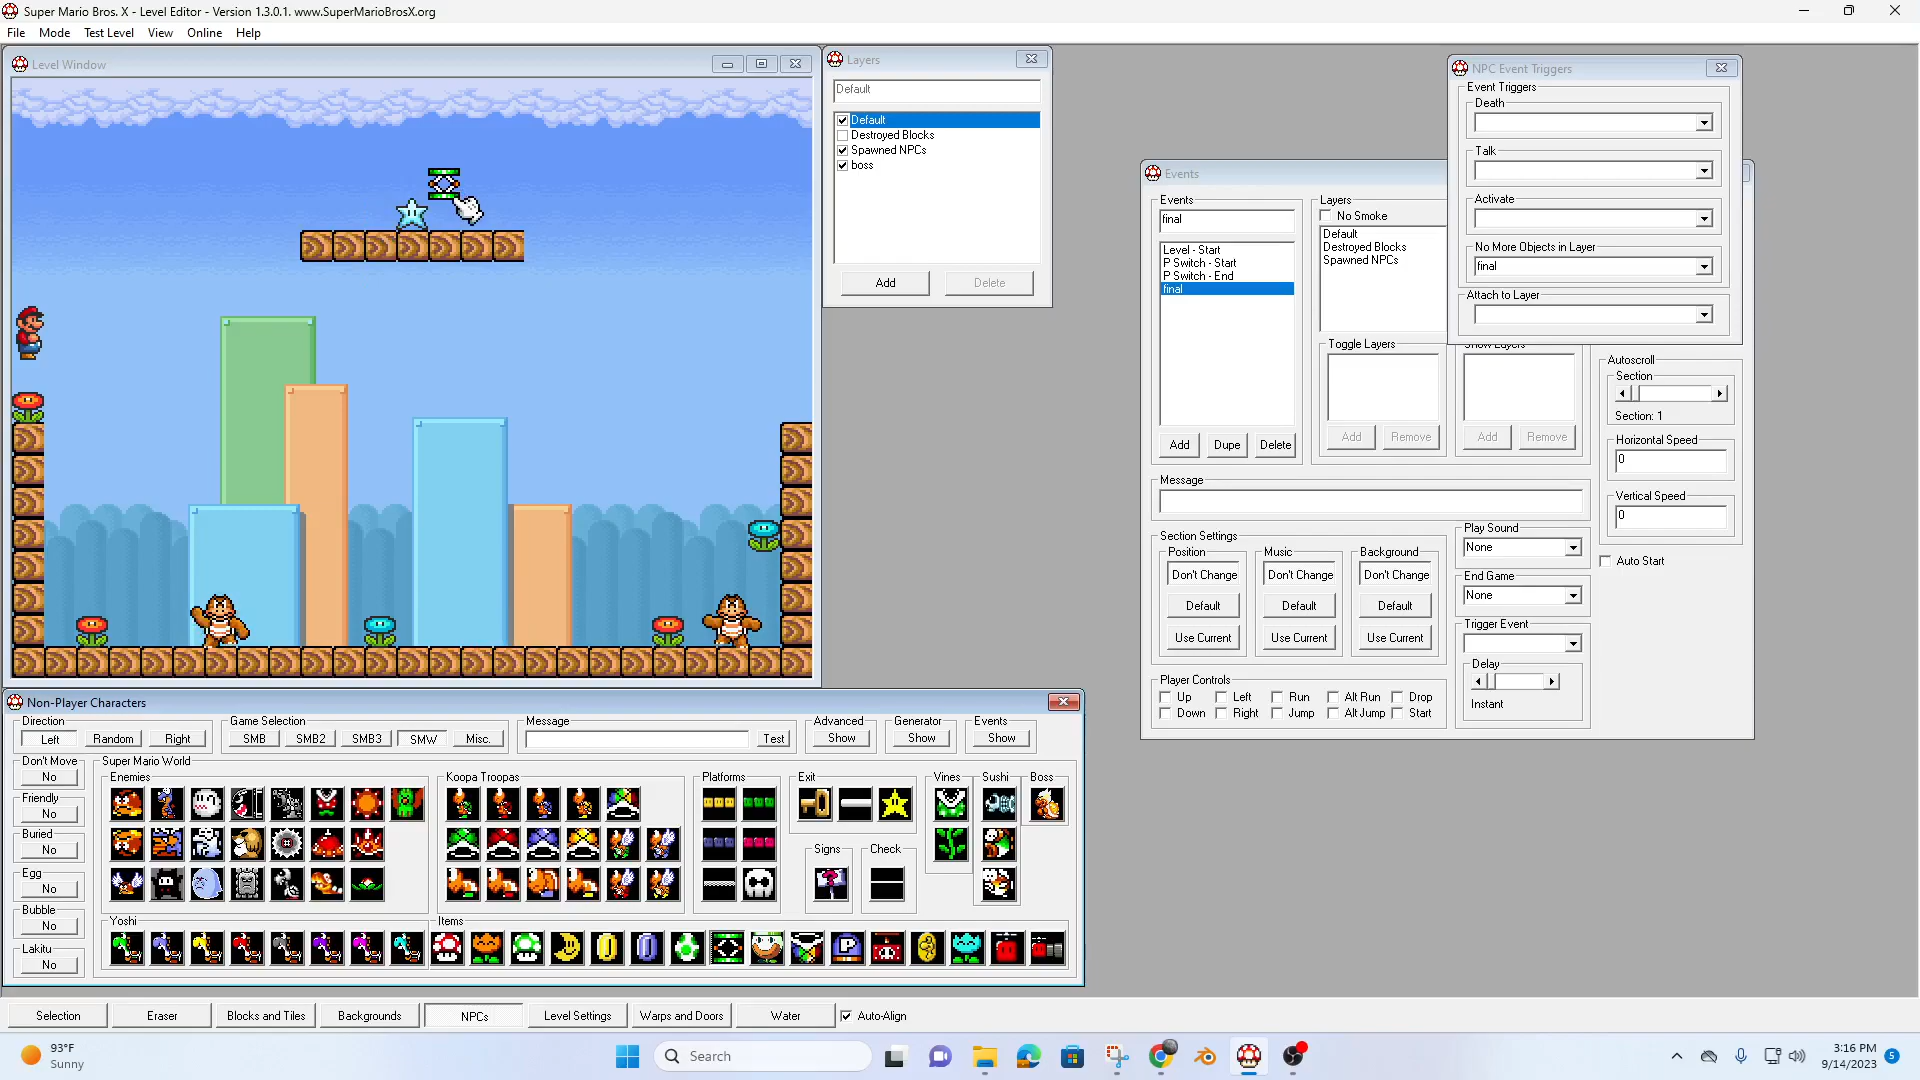 Super Mario Bros. X - Level Editor - Version 1.3.0.1. www.SuperMarioBrosX.org
File Mode Test Level View Online Help
Level Window
Layers
Default
Default
Destroyed Blocks
Spawned NPCs
boss
Add Delete
NPC Event Triggers
Event Triggers
Death
Talk
Activate
No More Objects in Layer
final
Attach to Layer
Events
Events
final
Level - Start
P Switch - Start
P Switch - End
final
Add Dupe Delete
Layers
No Smoke
Default
Destroyed Blocks
Spawned NPCs
Toggle Layers
Add Remove
Show Layers
Add Remove
Autoscroll
Section
Section: 1
Horizontal Speed
0
Vertical Speed
0
Auto Start
Message
Section Settings
Position Music Background
Don't Change Don't Change Don't Change
Default Default Default
Use Current Use Current Use Current
Play Sound
None
End Game
None
Trigger Event
Delay
Instant
Player Controls
Up Left Run Alt Run Drop
Down Right Jump Alt Jump Start
Non-Player Characters
Direction
Left Random Right
Game Selection
SMB SMB2 SMB3 SMW Misc.
Message
Test
Advanced
Show
Generator
Show
Events
Show
Don't Move
No
Friendly
No
Buried
No
Egg
No
Bubble
No
Lakitu
No
Super Mario World
Enemies
Koopa Troopas
Platforms
Exit
Vines
Sushi
Boss
Signs
Check
Yoshi
Items
Selection Eraser Blocks and Tiles Backgrounds NPCs Level Settings Warps and Doors Water Auto-Align
93°F
Sunny
Search
3:16 PM
9/14/2023
5